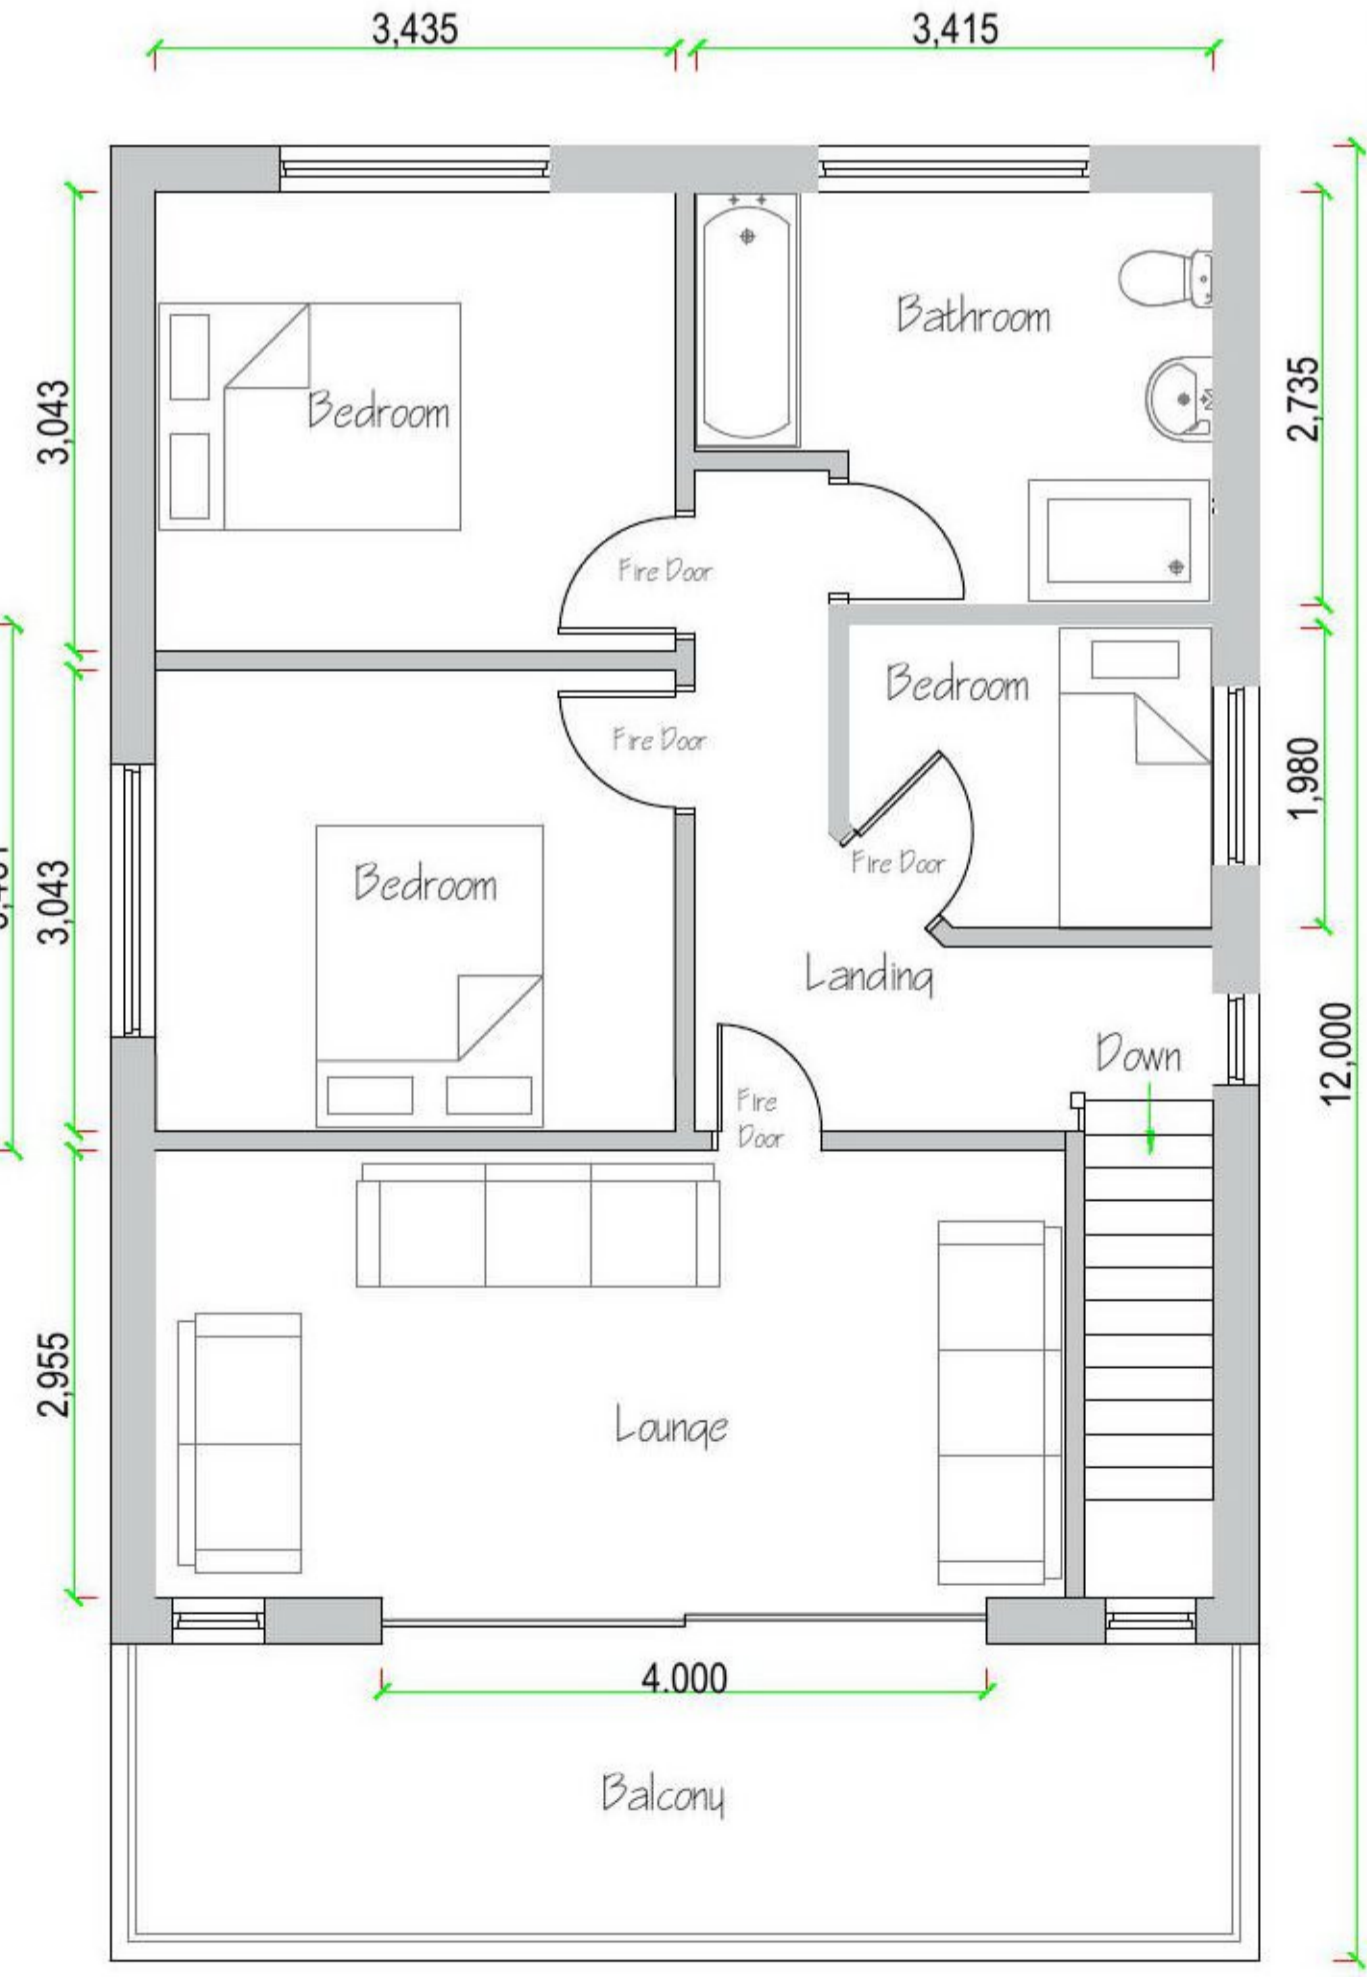 3,435
3,415
3,043
Bedroom
Bathroom
2,735
Fire Door
Fire Door
Bedroom
1,980
3,043
Bedroom
Fire Door
Landing
12,000
Down
Fire
Door
2,955
Lounge
4.000
Balcony